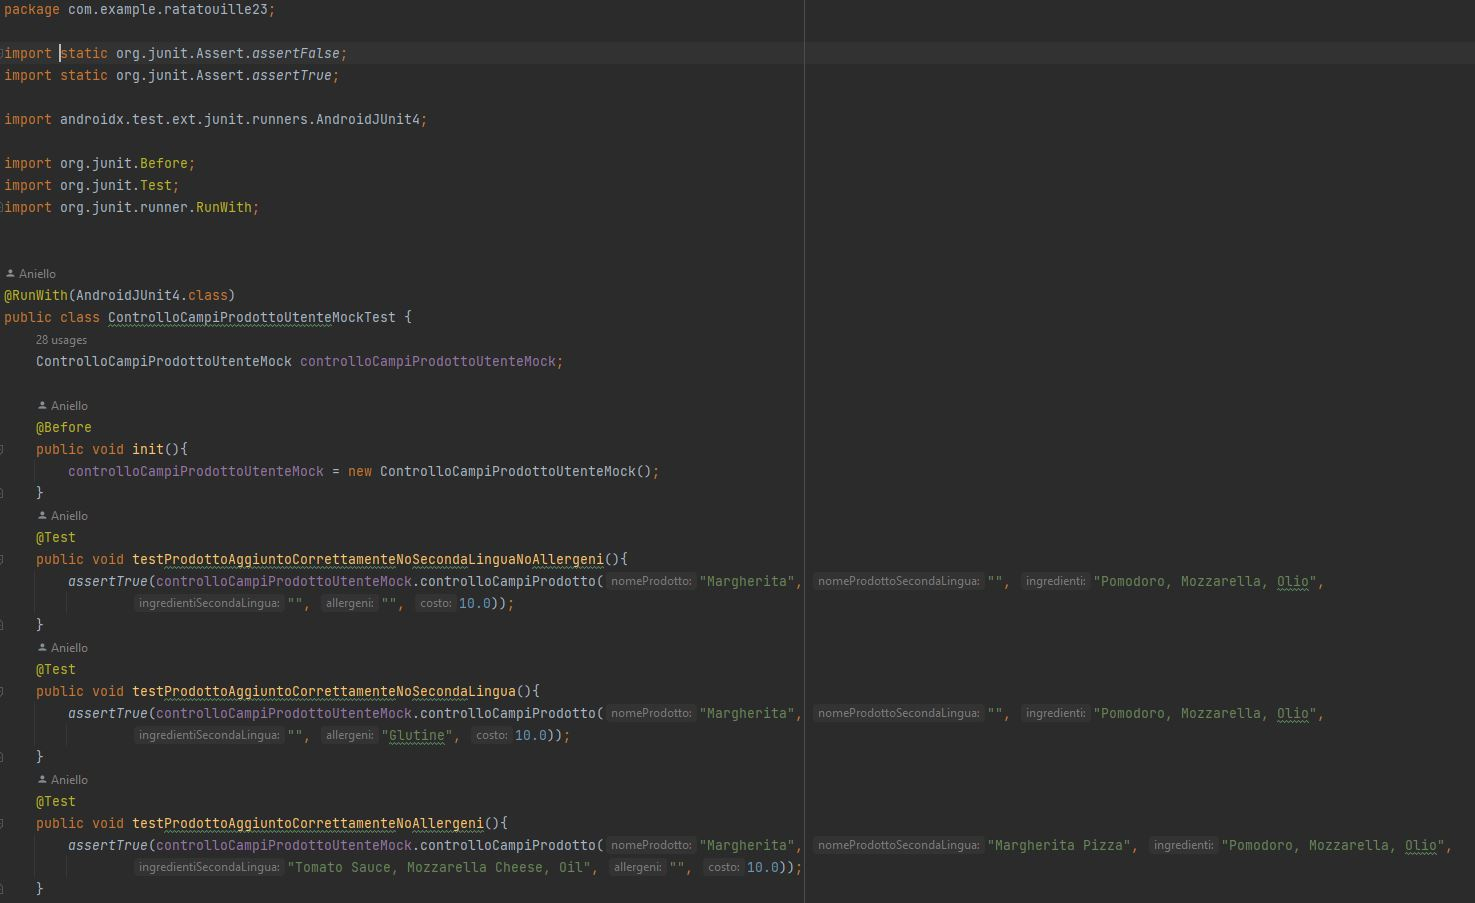 package com.example.ratatouille23;
import static org.junit.Assert.assertFalse;
import static org.junit.Assert.assertTrue;
import androidx.test.ext.junit.runners.AndroidJUnit4;
import org.junit.Before;
import org.junit.Test;
import org.junit.runner.RunWith;
Aniello
@RunWith(AndroidJUnit4.class)
public class ControlloCampiProdottoUtenteMockTest {
28 usages
ControlloCampiProdottoUtenteMock controlloCampiProdottoUtenteMock;
Aniello
@Before
public void init(){
controlloCampiProdottoUtenteMock = new ControlloCampiProdottoUtenteMock();
}
Aniello
@Test
public void testProdottoAggiuntoCorrettamenteNoSecondaLinguaNoAllergeni(){
assertTrue(controlloCampiProdottoUtenteMock.controlloCampiProdotto( nomeProdotto: "Margherita", nomeProdottoSecondaLingua: "", ingredienti: "Pomodoro, Mozzarella, Olio",
ingredientiSecondaLingua: "", allergeni: "", costo: 10.0));
}
Aniello
@Test
public void testProdottoAggiuntoCorrettamenteNoSecondaLingua(){
assertTrue(controlloCampiProdottoUtenteMock.controlloCampiProdotto( nomeProdotto: "Margherita", nomeProdottoSecondaLingua: "", ingredienti: "Pomodoro, Mozzarella, Olio",
ingredientiSecondaLingua: "", allergeni: "Glutine", costo: 10.0));
}
Aniello
@Test
public void testProdottoAggiuntoCorrettamenteNoAllergeni(){
assertTrue(controlloCampiProdottoUtenteMock.controlloCampiProdotto( nomeProdotto: "Margherita", nomeProdottoSecondaLingua: "Margherita Pizza", ingredienti: "Pomodoro, Mozzarella, Olio",
ingredientiSecondaLingua: "Tomato Sauce, Mozzarella Cheese, Oil", allergeni: "", costo: 10.0));
}